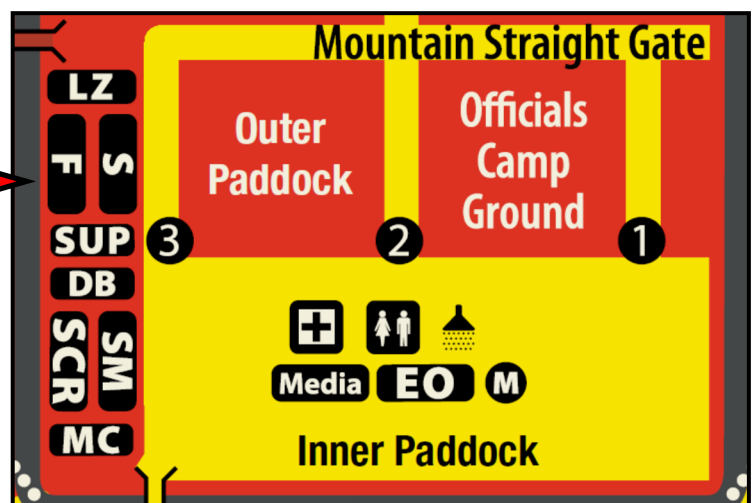 Mountain Straight Gate
LZ
F
S
SUP
DB
SCR
SM
MC
Outer
Paddock
Officials
Camp
Ground
3
2
1
Media
EO
M
Inner Paddock